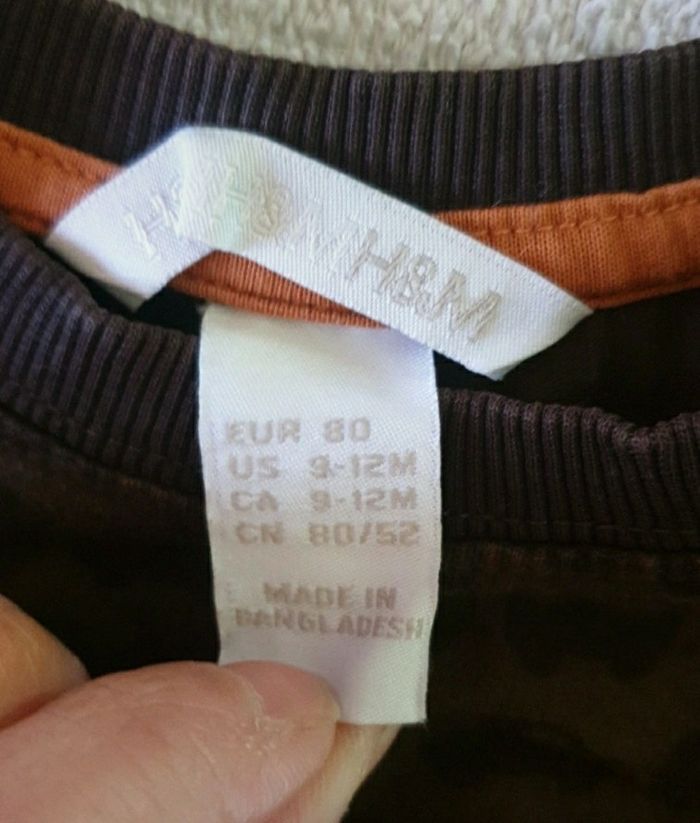 H&M H&M H&M
EUR 80
US 9-12M
CA 9-12M
CN 80/52
MADE IN
BANGLADESH